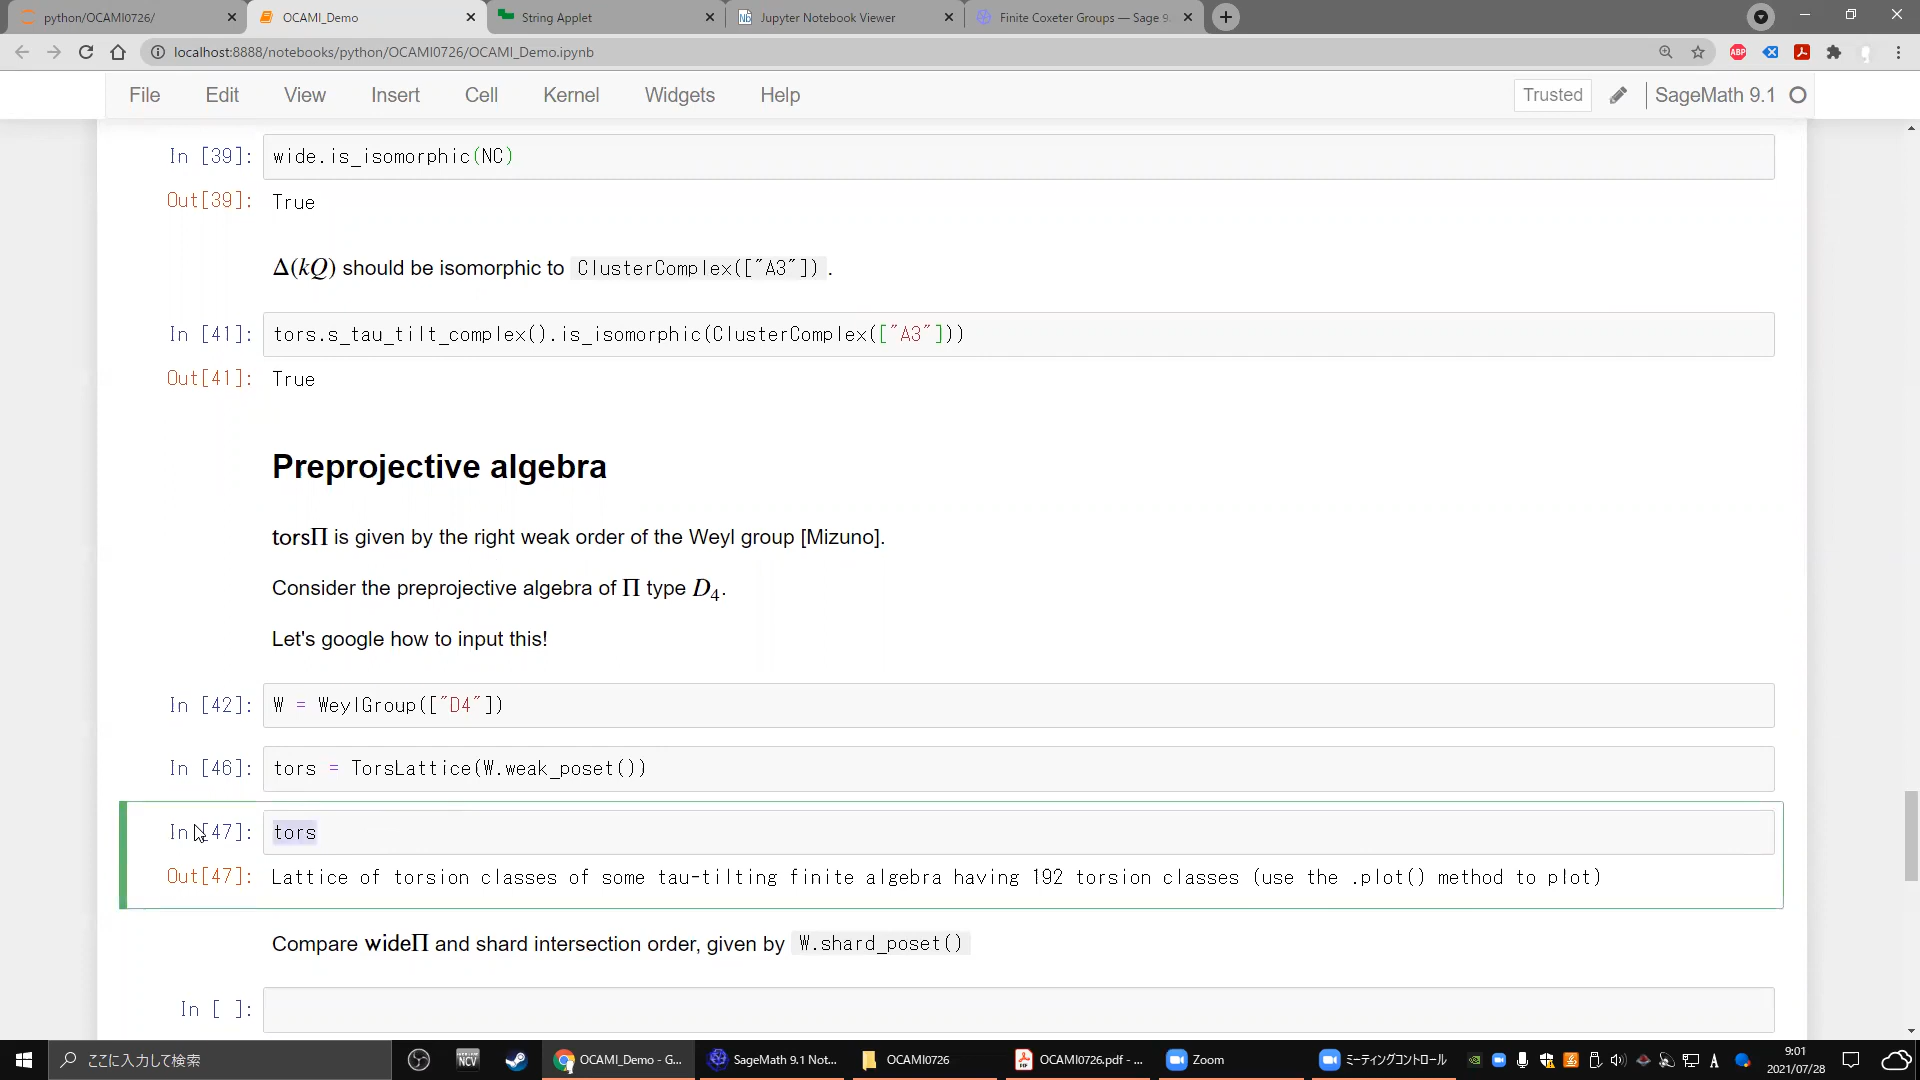 python/OCAMI0726/
OCAMI_Demo
String Applet
Jupyter Notebook Viewer
Finite Coxeter Groups — Sage 9.
localhost:8888/notebooks/python/OCAMI0726/OCAMI_Demo.ipynb
File Edit View Insert Cell Kernel Widgets Help Trusted SageMath 9.1
In [39]: wide.is_isomorphic(NC)
Out[39]: True
Δ(kQ) should be isomorphic to ClusterComplex(["A3"]) .
In [41]: tors.s_tau_tilt_complex().is_isomorphic(ClusterComplex(["A3"]))
Out[41]: True
Preprojective algebra
torsΠ is given by the right weak order of the Weyl group [Mizuno].
Consider the preprojective algebra of Π type D4.
Let's google how to input this!
In [42]: W = WeylGroup(["D4"])
In [46]: tors = TorsLattice(W.weak_poset())
In [47]: tors
Out[47]: Lattice of torsion classes of some tau-tilting finite algebra having 192 torsion classes (use the .plot() method to plot)
Compare wideΠ and shard intersection order, given by W.shard_poset()
In [ ]:
ここに入力して検索
OCAMI_Demo - G...
SageMath 9.1 Not...
OCAMI0726
OCAMI0726.pdf - ...
Zoom
ミーティングコントロール
A
9:01
2021/07/28